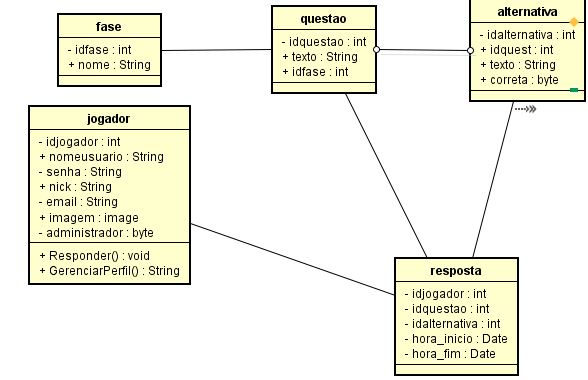 fase
- idfase : int
+ nome : String
questao
- idquestao : int
+ texto : String
+ idfase : int
alternativa
- idalternativa : int
+ idquest : int
+ texto : String
+ correta : byte
jogador
- idjogador : int
+ nomeusuario : String
- senha : String
+ nick : String
- email : String
+ imagem : image
- administrador : byte
+ Responder() : void
+ GerenciarPerfil() : String
resposta
- idjogador : int
- idquestao : int
- idalternativa : int
- hora_inicio : Date
- hora_fim : Date